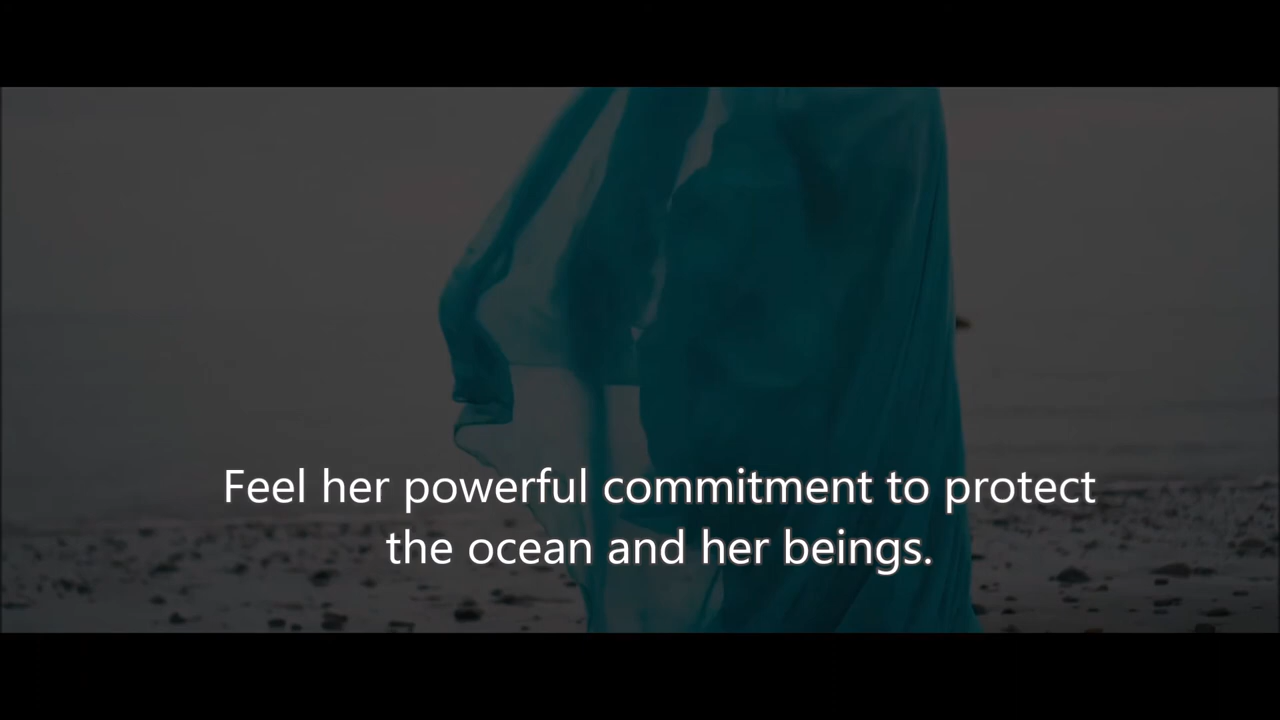 Feel her powerful commitment to protect
the ocean and her beings.